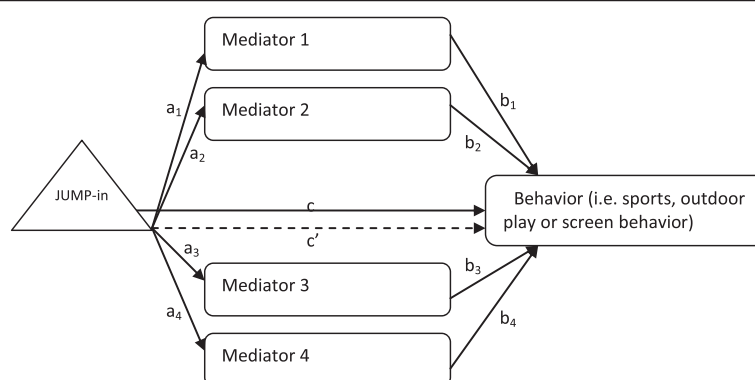 Mediator 1
a₁
b₁
Mediator 2
a₂
b₂
JUMP-in
c
c’
Behavior (i.e. sports, outdoor
play or screen behavior)
a₃
b₃
Mediator 3
a₄
b₄
Mediator 4